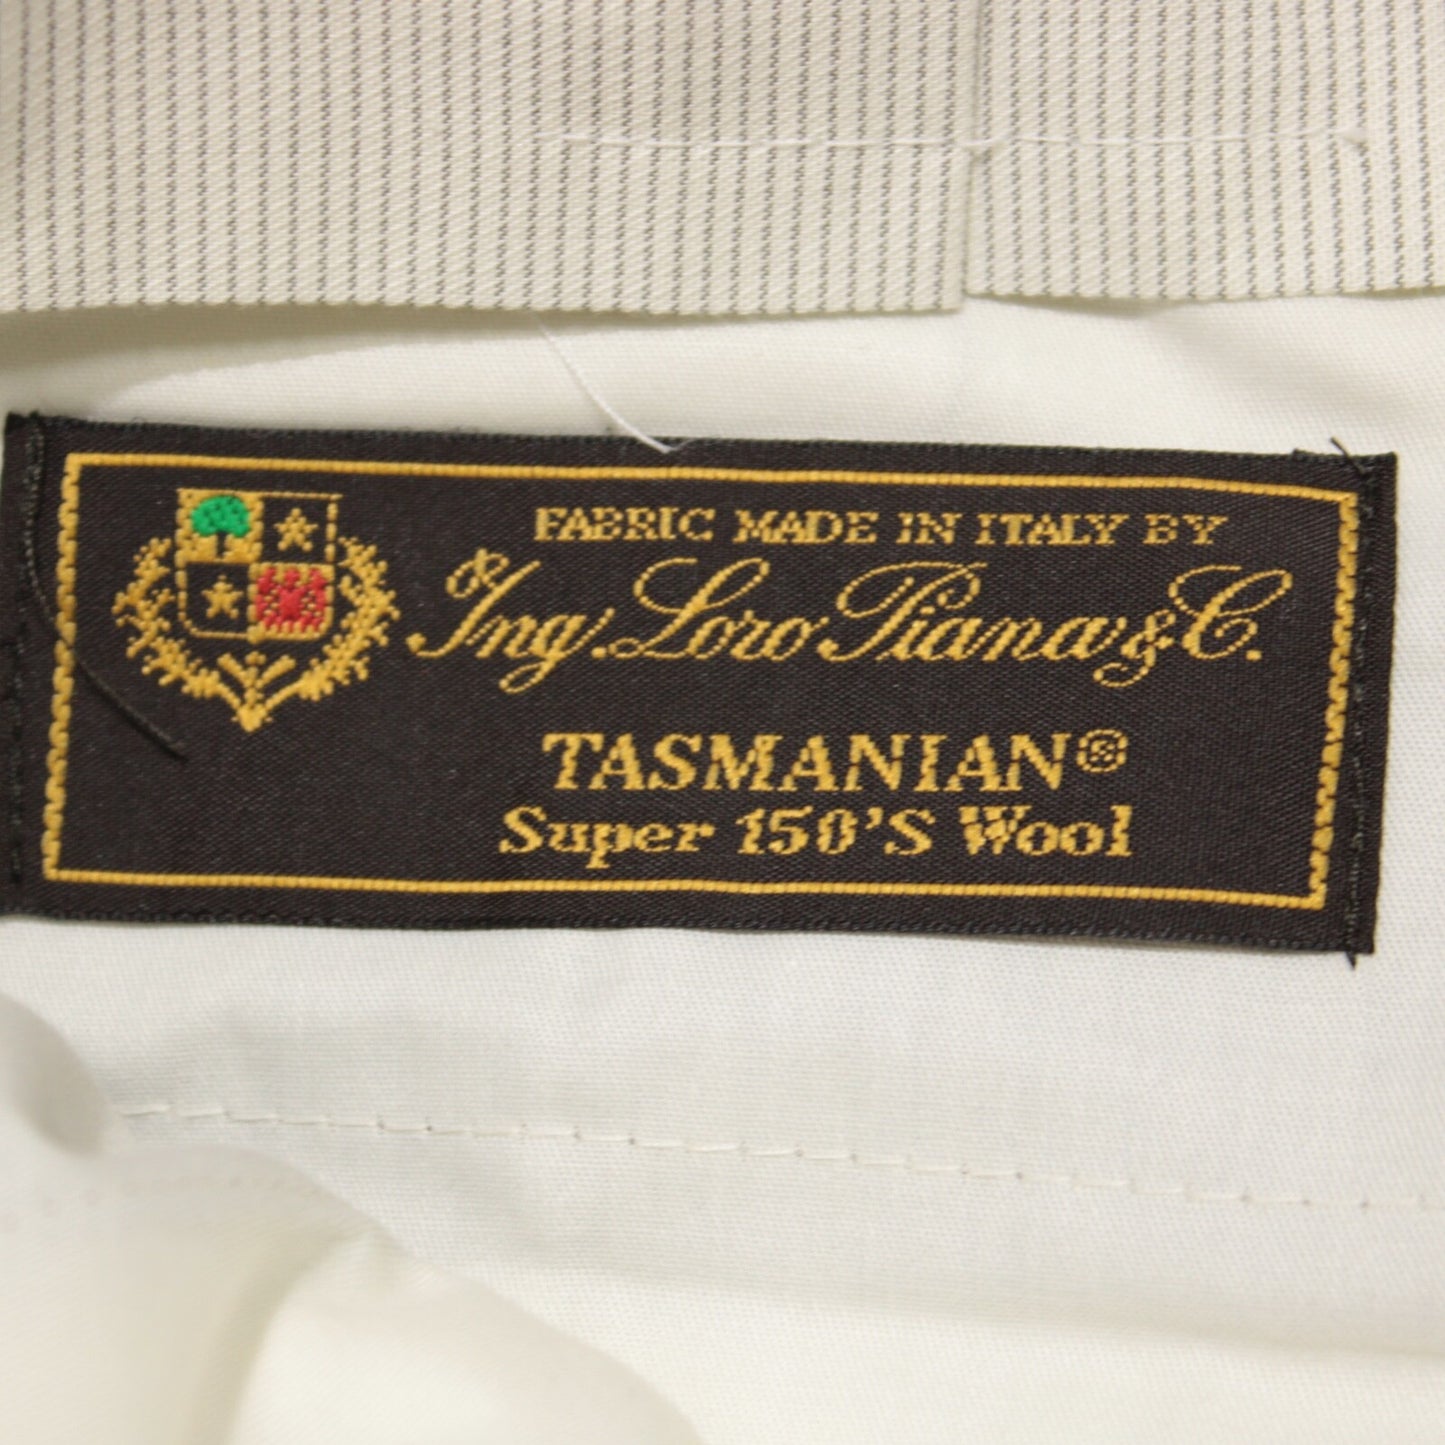 FABRIC MADE IN ITALY BY
Ing. Loro Piana & C.
TASMANIAN®
Super 150'S Wool